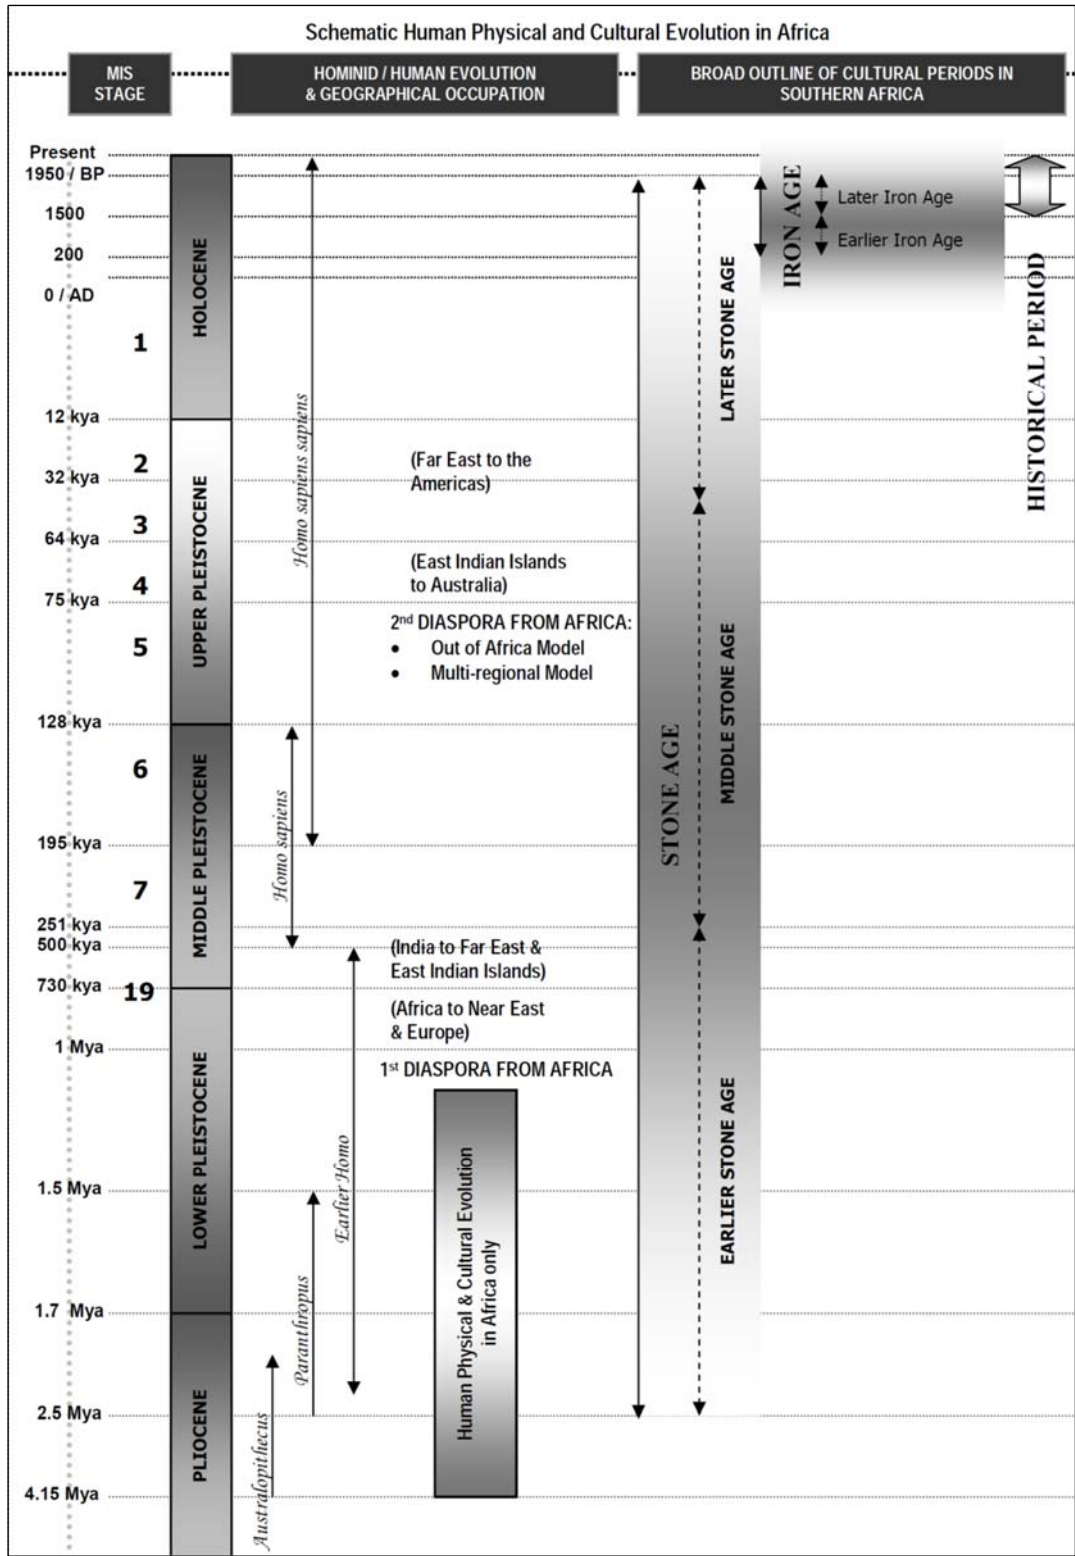 Schematic Human Physical and Cultural Evolution in Africa
MIS
STAGE
HOMINID / HUMAN EVOLUTION
& GEOGRAPHICAL OCCUPATION
BROAD OUTLINE OF CULTURAL PERIODS IN
SOUTHERN AFRICA
Present
1950 / BP
1500
200
0 / AD
12 kya
32 kya
64 kya
75 kya
128 kya
195 kya
251 kya
500 kya
730 kya
1 Mya
1.5 Mya
1.7 Mya
2.5 Mya
4.15 Mya
1
2
3
4
5
6
7
19
HOLOCENE
UPPER PLEISTOCENE
MIDDLE PLEISTOCENE
LOWER PLEISTOCENE
PLIOCENE
Homo sapiens sapiens
Homo sapiens
Earlier Homo
Paranthropus
Australopithecus
(Far East to the
Americas)
(East Indian Islands
to Australia)
2nd DIASPORA FROM AFRICA:
• Out of Africa Model
• Multi-regional Model
(India to Far East &
East Indian Islands)
(Africa to Near East
& Europe)
1st DIASPORA FROM AFRICA
Human Physical & Cultural Evolution
in Africa only
STONE AGE
LATER STONE AGE
MIDDLE STONE AGE
EARLIER STONE AGE
IRON AGE
Later Iron Age
Earlier Iron Age
HISTORICAL PERIOD